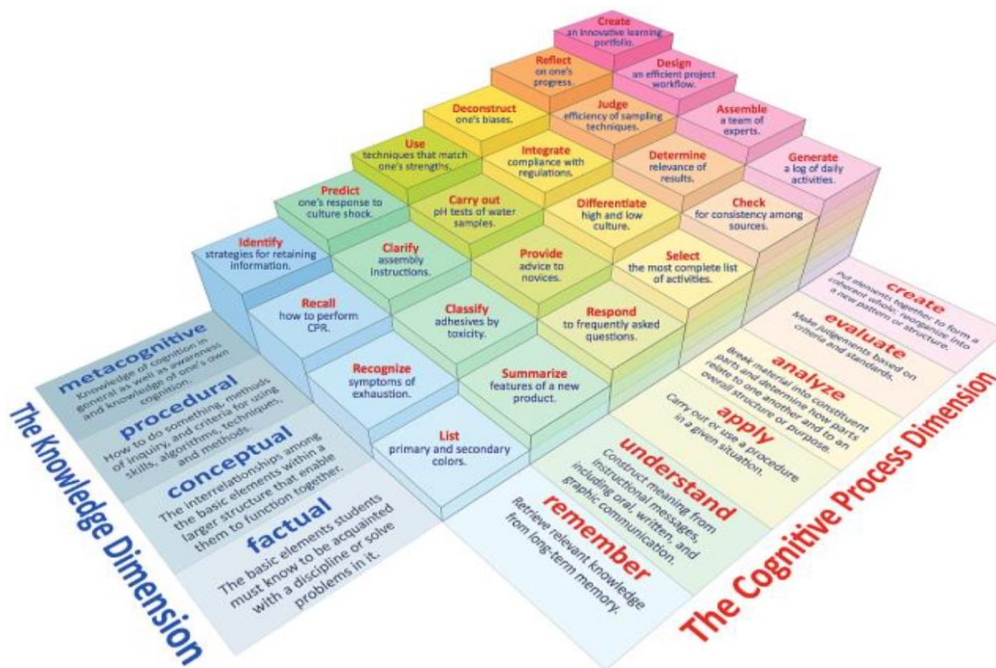 Create
an innovative learning
portfolio.
Reflect
on one's
progress.
Design
an efficient project
workflow.
Deconstruct
one's biases.
Judge
efficiency of sampling
techniques.
Assemble
a team of
experts.
Use
techniques that match
one's strengths.
Integrate
compliance with
regulations.
Determine
relevance of
results.
Generate
a log of daily
activities.
Predict
one's response to
culture shock.
Carry out
pH tests of water
samples.
Differentiate
high and low
culture.
Check
for consistency among
sources.
Identify
strategies for retaining
information.
Clarify
assembly
instructions.
Provide
advice to
novices.
Select
the most complete list
of activities.
Recall
how to perform
CPR.
Classify
adhesives by
toxicity.
Respond
to frequently asked
questions.
Recognize
symptoms of
exhaustion.
Summarize
features of a new
product.
List
primary and secondary
colors.
The Knowledge Dimension
metacognitive
Knowledge of cognition in
general as well as awareness
and knowledge of one's own
cognition.
procedural
How to do something, methods
of inquiry, and criteria for using
skills, algorithms, techniques,
and methods.
conceptual
The interrelationships among
the basic elements within a
larger structure that enable
them to function together.
factual
The basic elements students
must know to be acquainted
with a discipline or solve
problems in it.
The Cognitive Process Dimension
create
Put elements together to form a
coherent whole; reorganize into
a new pattern or structure.
evaluate
Make judgements based on
criteria and standards.
analyze
Break material into constituent
parts and determine how parts
relate to one another and to an
overall structure or purpose.
apply
Carry out or use a procedure
in a given situation.
understand
Construct meaning from
instructional messages,
including oral, written, and
graphic communication.
remember
Retrieve relevant knowledge
from long-term memory.